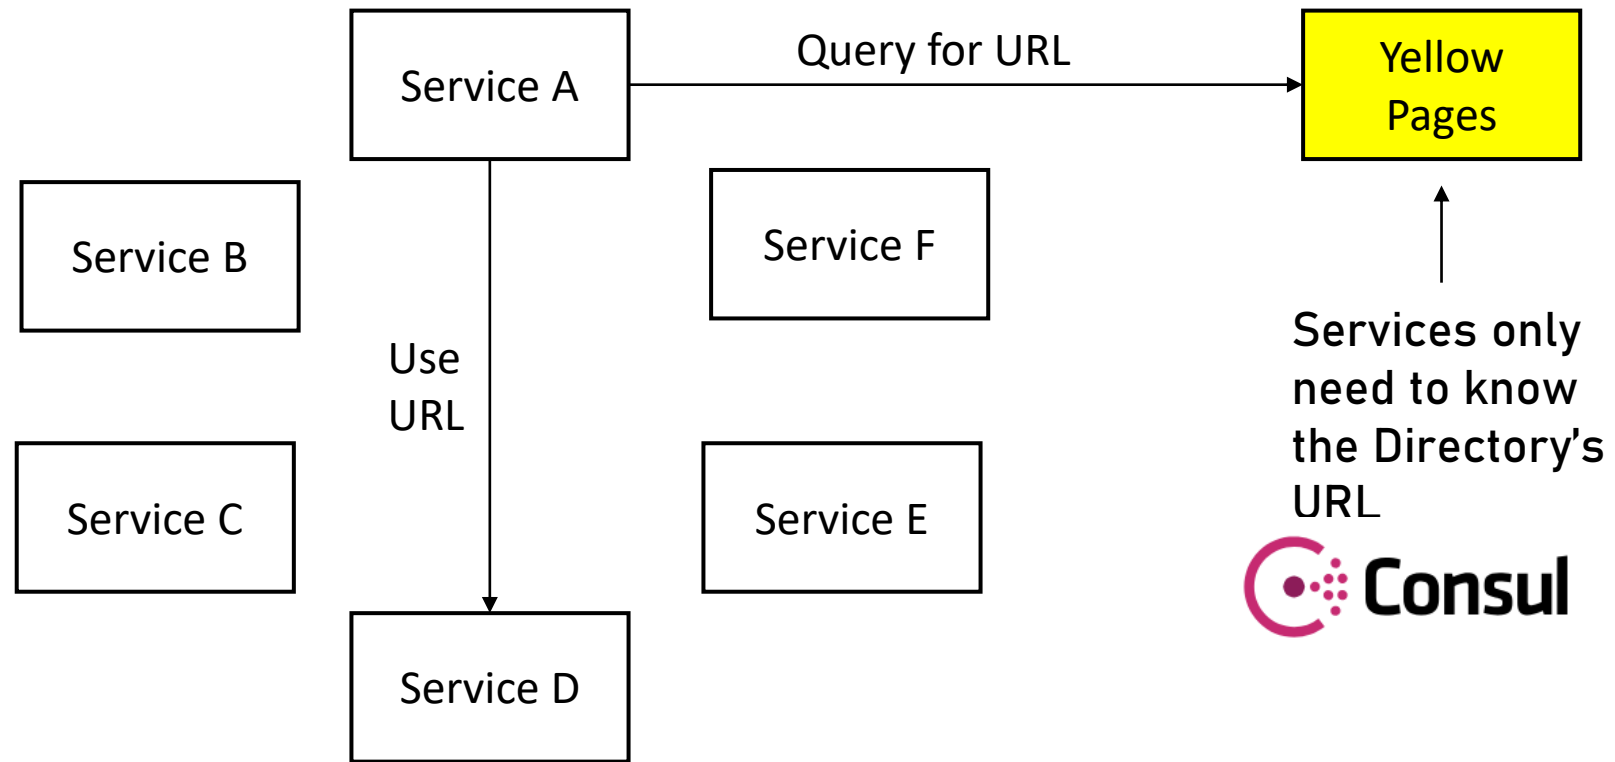 Service A
Query for URL
Yellow
Pages
Service B
Service F
Use
URL
Services only
need to know
the Directory's
URL
Service C
Service E
Consul
Service D